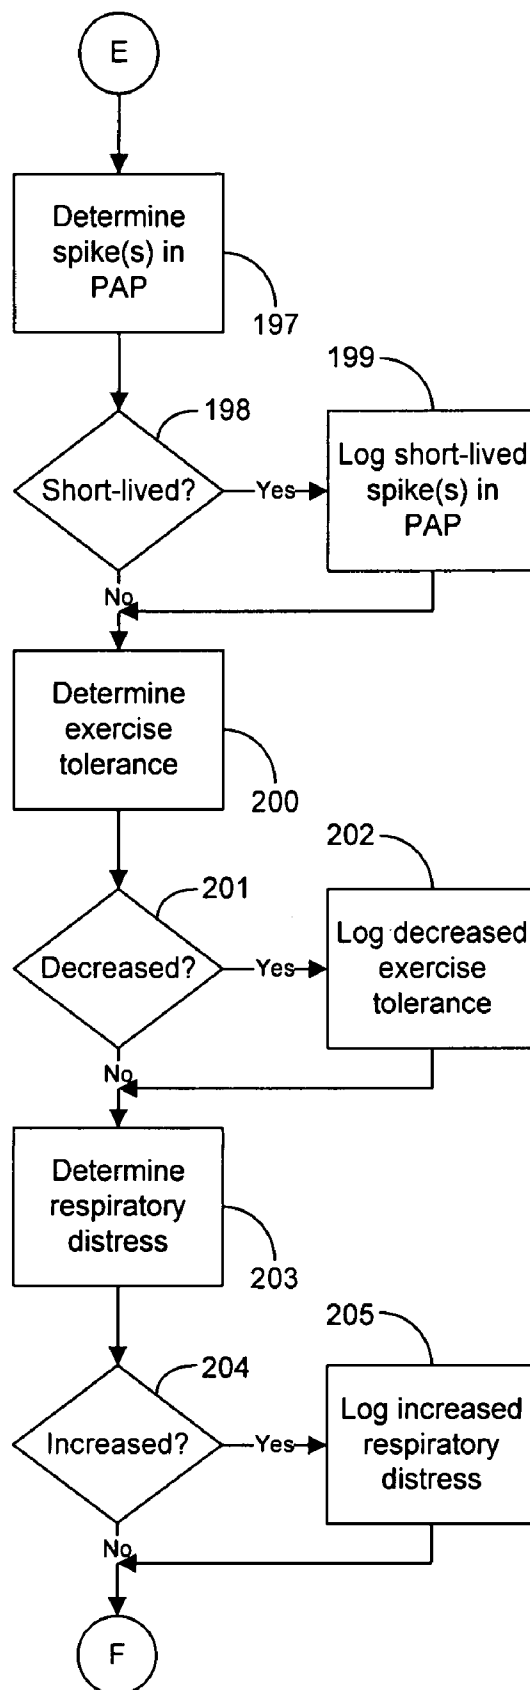 E
Determine
spike(s) in
PAP
197
198
199
Short-lived?
Yes
Log short-lived
spike(s) in
PAP
No
Determine
exercise
tolerance
200
201
202
Decreased?
Yes
Log decreased
exercise
tolerance
No
Determine
respiratory
distress
203
204
205
Increased?
Yes
Log increased
respiratory
distress
No
F